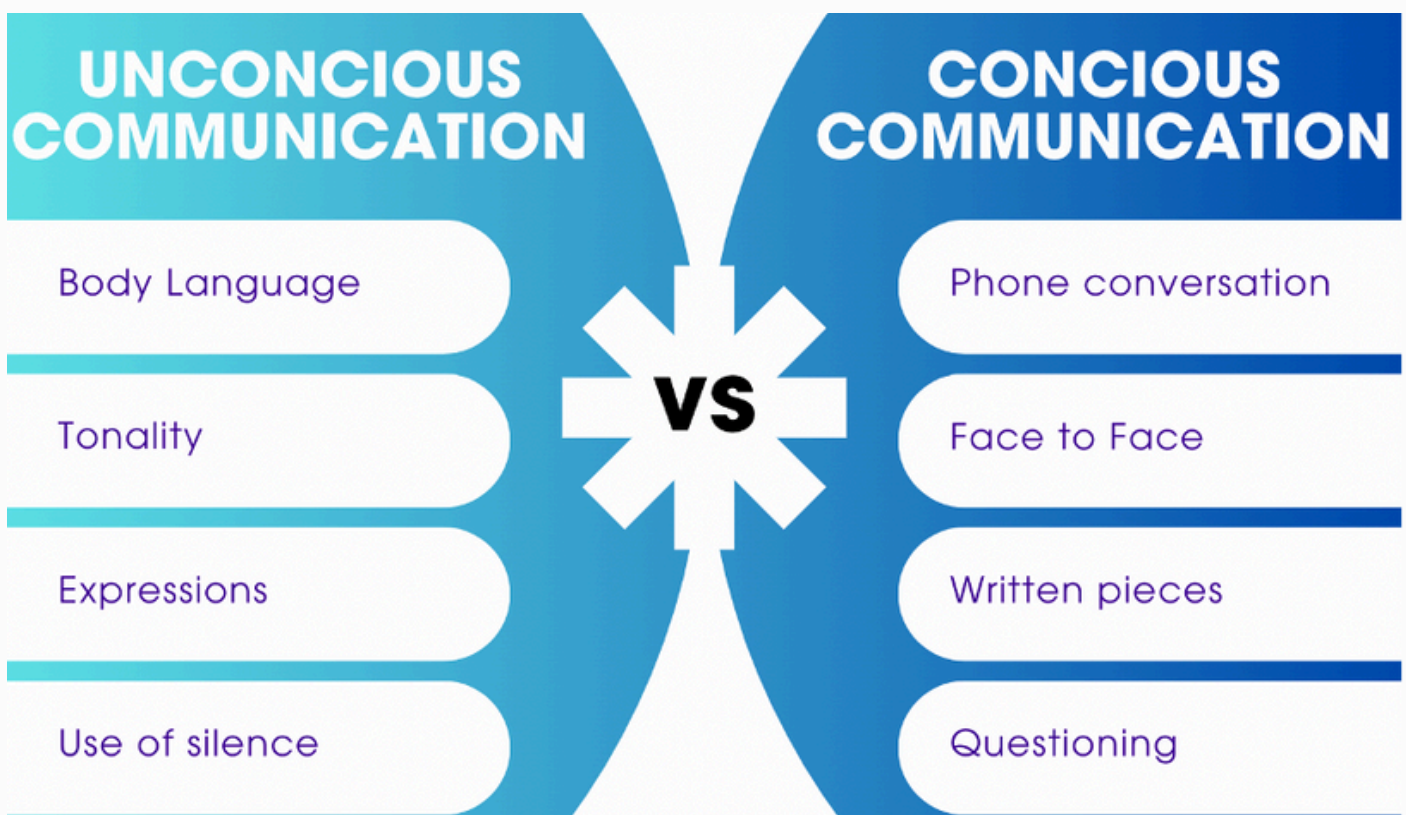 UNCONCIOUS
COMMUNICATION
Body Language
Tonality
Expressions
Use of silence
VS
CONCIOUS
COMMUNICATION
Phone conversation
Face to Face
Written pieces
Questioning